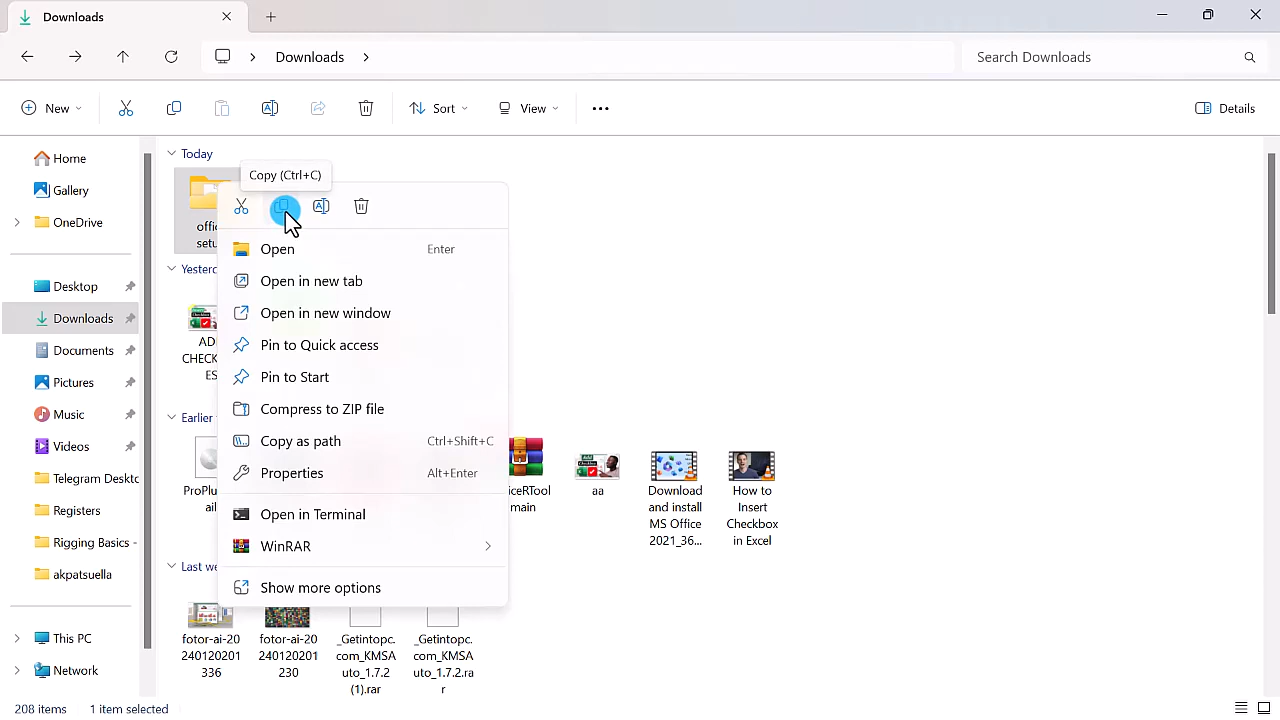 Downloads
Downloads
Search Downloads
New
Sort
View
Details
Home
Gallery
OneDrive
Desktop
Downloads
Documents
Pictures
Music
Videos
Telegram Deskto
Registers
Rigging Basics -
akpatsuella
This PC
Network
Today
Copy (Ctrl+C)
offic
setu
Open Enter
Open in new tab
Open in new window
Pin to Quick access
Pin to Start
Compress to ZIP file
Copy as path Ctrl+Shift+C
Properties Alt+Enter
Open in Terminal
WinRAR
Show more options
Yesterd
AD
CHECK
ES
Earlier
ProPlu
ail
iceRTool
main
aa
Download
and install
MS Office
2021_36...
How to
Insert
Checkbox
in Excel
Last we
fotor-ai-20
240120201
336
fotor-ai-20
240120201
230
_Getintopc.
com_KMSA
uto_1.7.2
(1).rar
_Getintopc.
com_KMSA
uto_1.7.2.ra
r
208 items 1 item selected